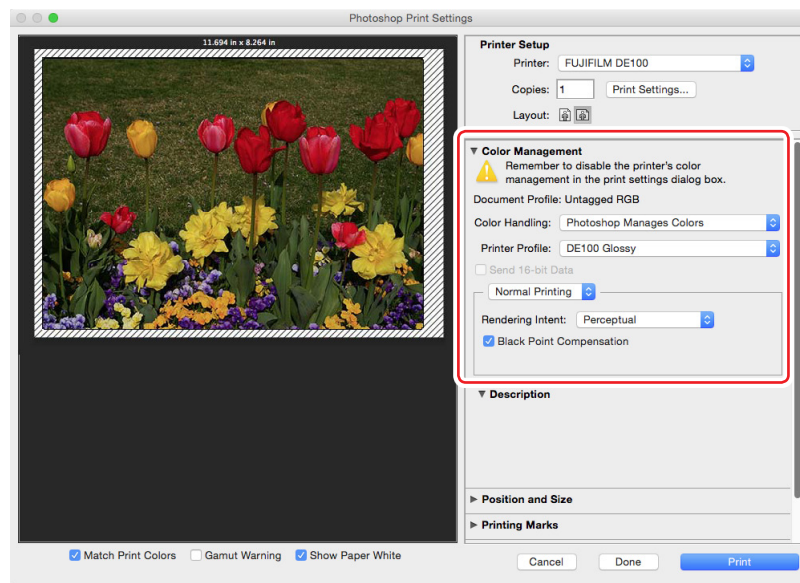 Photoshop Print Settings
11.694 in x 8.264 in
Printer Setup
Printer: FUJIFILM DE100
Copies: 1 Print Settings...
Layout:
Color Management
Remember to disable the printer's color
management in the print settings dialog box.
Document Profile: Untagged RGB
Color Handling: Photoshop Manages Colors
Printer Profile: DE100 Glossy
Send 16-bit Data
Normal Printing
Rendering Intent: Perceptual
Black Point Compensation
Description
Position and Size
Printing Marks
Match Print Colors Gamut Warning Show Paper White
Cancel Done Print